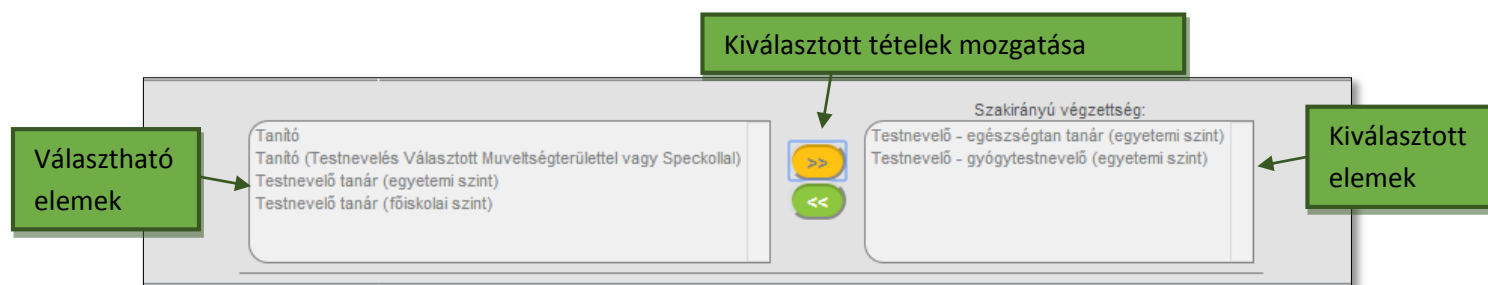 Kiválasztott tételek mozgatása
Választható
elemek
Tanító
Tanító (Testnevelés Választott Muveltségterülettel vagy Speckollal)
Testnevelő tanár (egyetemi szint)
Testnevelő tanár (főiskolai szint)
>>
<<
Szakirányú végzettség:
Testnevelő - egészségtan tanár (egyetemi szint)
Testnevelő - gyógytestnevelő (egyetemi szint)
Kiválasztott
elemek